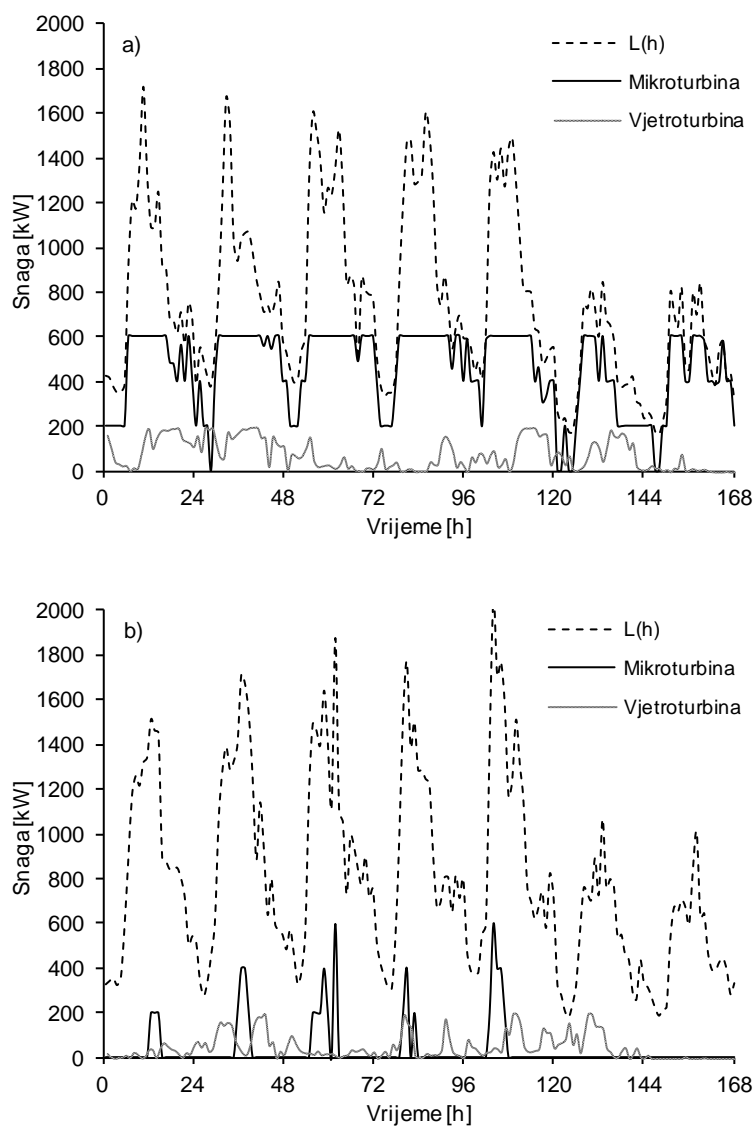 a)
L(h)
Mikroturbina
Vjetroturbina
Snaga [kW]
2000
1800
1600
1400
1200
1000
800
600
400
200
0
0 24 48 72 96 120 144 168
Vrijeme [h]
b)
L(h)
Mikroturbina
Vjetroturbina
Snaga [kW]
2000
1800
1600
1400
1200
1000
800
600
400
200
0
0 24 48 72 96 120 144 168
Vrijeme [h]